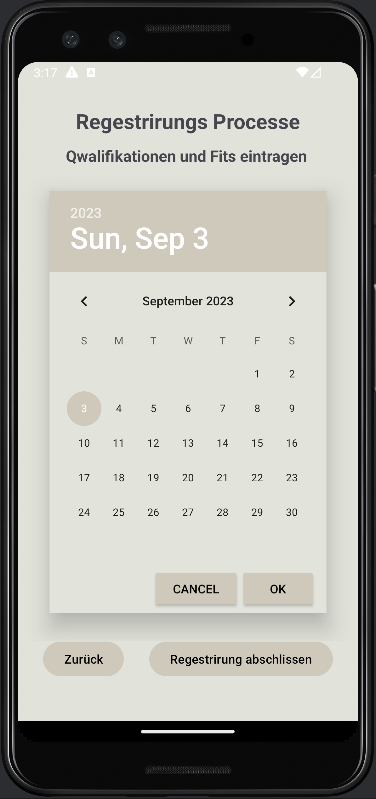 3:17
Regestrirungs Processe
Qwalifikationen und Fits eintragen
2023
Sun, Sep 3
September 2023
S M T W T F S
1 2
3 4 5 6 7 8 9
10 11 12 13 14 15 16
17 18 19 20 21 22 23
24 25 26 27 28 29 30
CANCEL OK
Zurück Regestrirung abschlissen